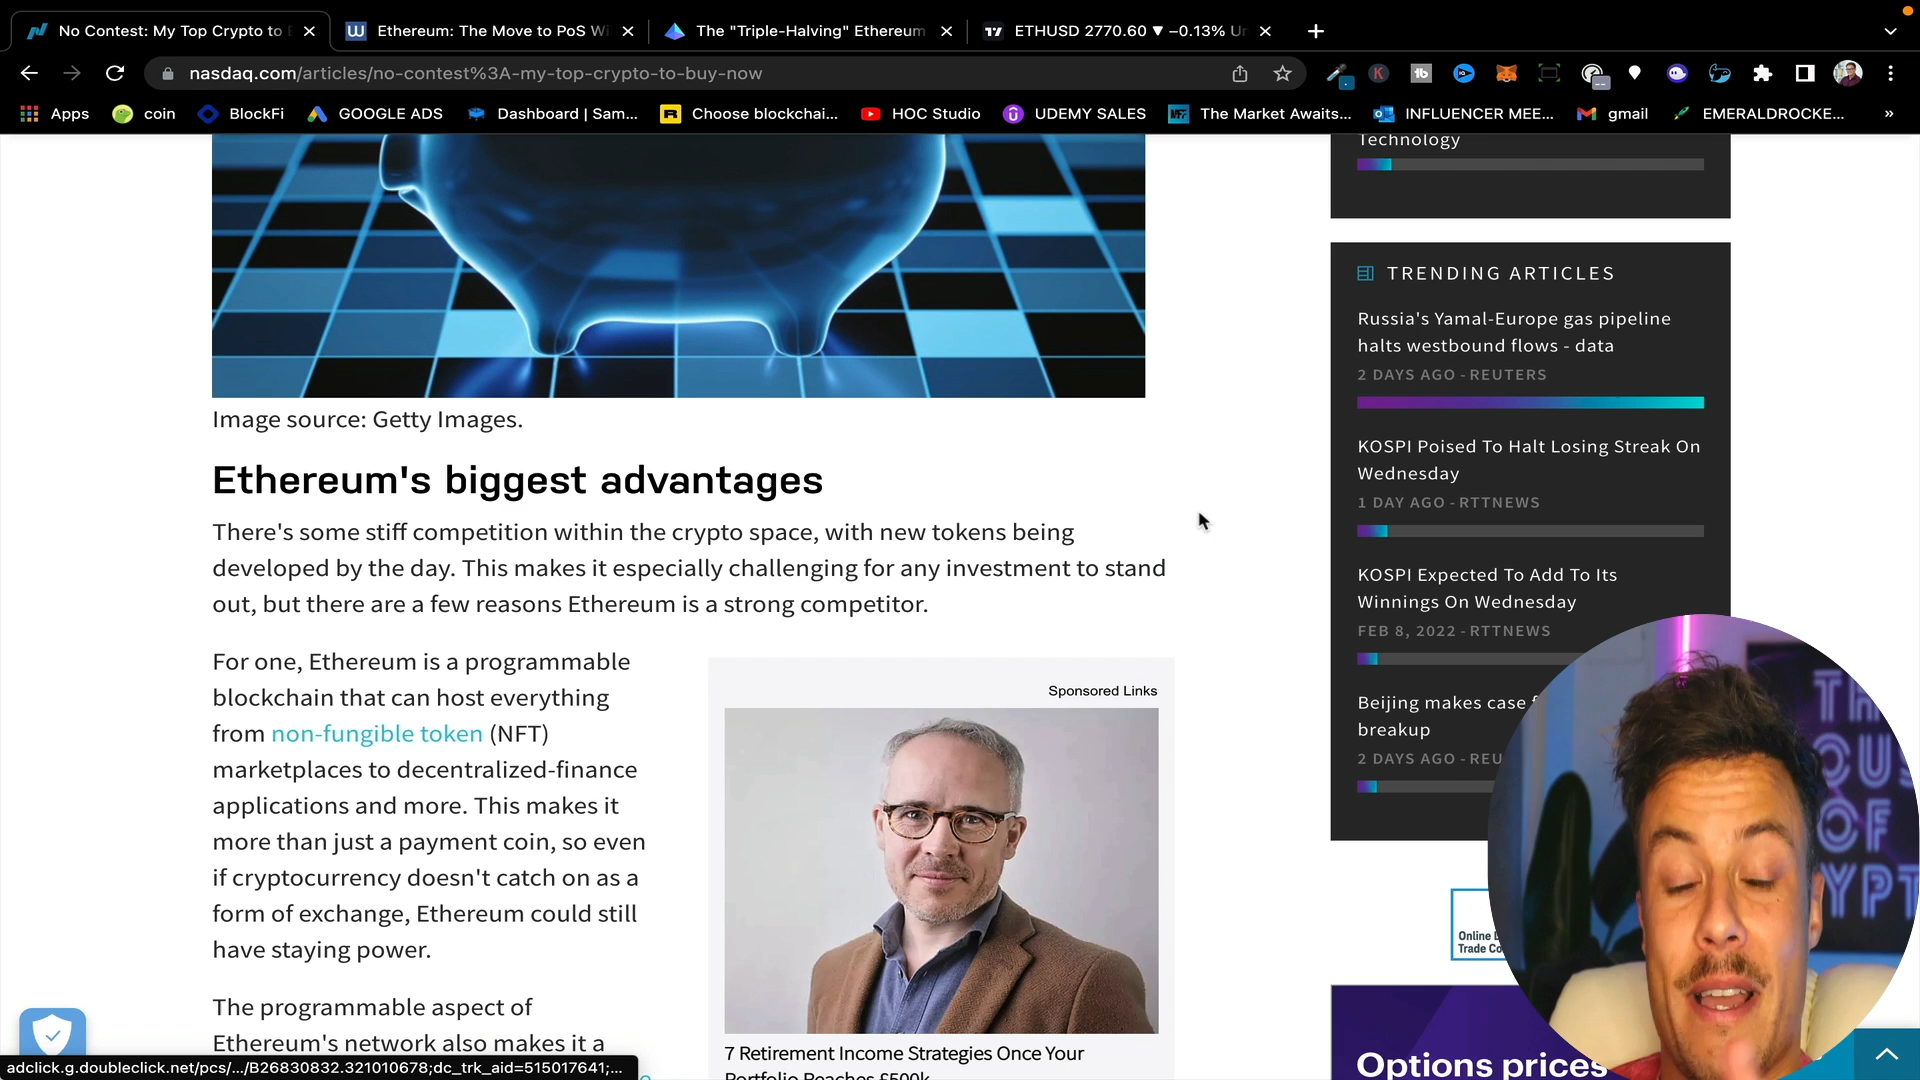 No Contest: My Top Crypto to
Ethereum: The Move to PoS Wi
The "Triple-Halving" Ethereum
ETHUSD 2770.60 ▼ −0.13% Ur
nasdaq.com/articles/no-contest%3A-my-top-crypto-to-buy-now
Apps
coin
BlockFi
GOOGLE ADS
Dashboard | Sam...
Choose blockchai...
HOC Studio
UDEMY SALES
The Market Awaits...
INFLUENCER MEE...
gmail
EMERALDROCKE...
»
Image source: Getty Images.
Ethereum's biggest advantages
There's some stiff competition within the crypto space, with new tokens being
developed by the day. This makes it especially challenging for any investment to stand
out, but there are a few reasons Ethereum is a strong competitor.
For one, Ethereum is a programmable
blockchain that can host everything
from non-fungible token (NFT)
marketplaces to decentralized-finance
applications and more. This makes it
more than just a payment coin, so even
if cryptocurrency doesn't catch on as a
form of exchange, Ethereum could still
have staying power.
The programmable aspect of
Ethereum's network also makes it a
Sponsored Links
7 Retirement Income Strategies Once Your
Portfolio Reaches £500k
Technology
TRENDING ARTICLES
Russia's Yamal-Europe gas pipeline
halts westbound flows - data
2 DAYS AGO - REUTERS
KOSPI Poised To Halt Losing Streak On
Wednesday
1 DAY AGO - RTTNEWS
KOSPI Expected To Add To Its
Winnings On Wednesday
FEB 8, 2022 - RTTNEWS
Beijing makes case
breakup
2 DAYS AGO - REU
Online
Trade Co
Options prices
TH
OUS
OF
YPT
adclick.g.doubleclick.net/pcs/.../B26830832.321010678;dc_trk_aid=515017641;...